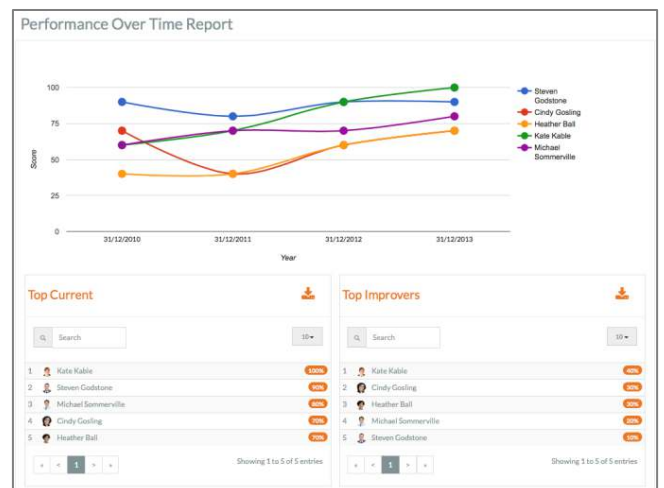 Performance Over Time Report
100
75
50
25
0
Score
31/12/2010
31/12/2011
31/12/2012
31/12/2013
Year
Steven
Godstone
Cindy Gosling
Heather Ball
Kate Kable
Michael
Sommerville
Top Current
Search
10
1 Kate Kable 100%
2 Steven Godstone 90%
3 Michael Sommerville 80%
4 Cindy Gosling 70%
5 Heather Ball 70%
« < 1 > »
Showing 1 to 5 of 5 entries
Top Improvers
Search
10
1 Kate Kable 40%
2 Cindy Gosling 30%
3 Heather Ball 30%
4 Michael Sommerville 20%
5 Steven Godstone 10%
« < 1 > »
Showing 1 to 5 of 5 entries